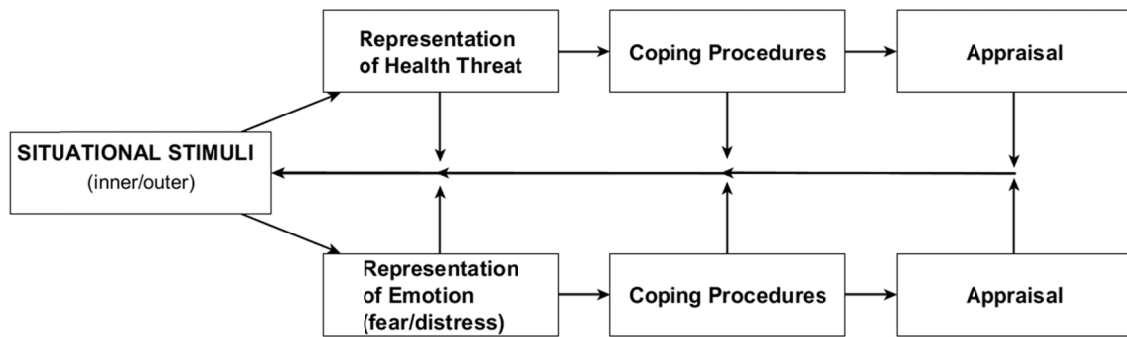 Representation
of Health Threat
Coping Procedures
Appraisal
SITUATIONAL STIMULI
(inner/outer)
Representation
of Emotion
(fear/distress)
Coping Procedures
Appraisal